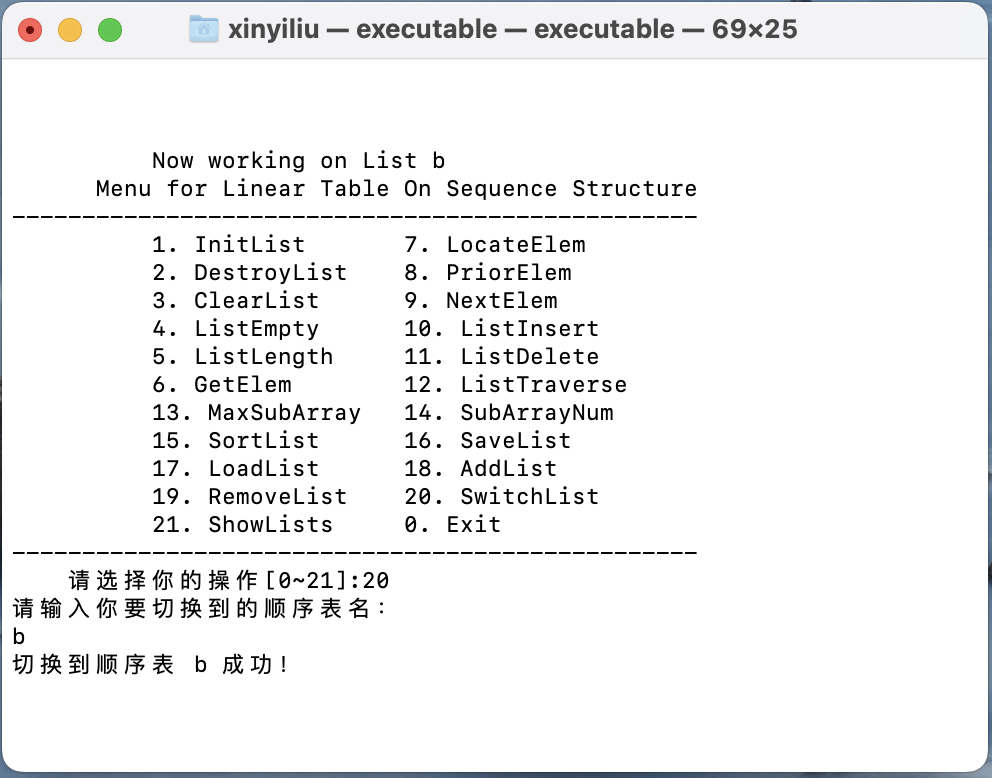 xinyiliu — executable — executable — 69×25
Now working on List b
Menu for Linear Table On Sequence Structure
-------------------------------------------------
1. InitList 7. LocateElem
2. DestroyList 8. PriorElem
3. ClearList 9. NextElem
4. ListEmpty 10. ListInsert
5. ListLength 11. ListDelete
6. GetElem 12. ListTraverse
13. MaxSubArray 14. SubArrayNum
15. SortList 16. SaveList
17. LoadList 18. AddList
19. RemoveList 20. SwitchList
21. ShowLists 0. Exit
-------------------------------------------------
请选择你的操作[0~21]:20
请输入你要切换到的顺序表名：
b
切换到顺序表 b 成功！